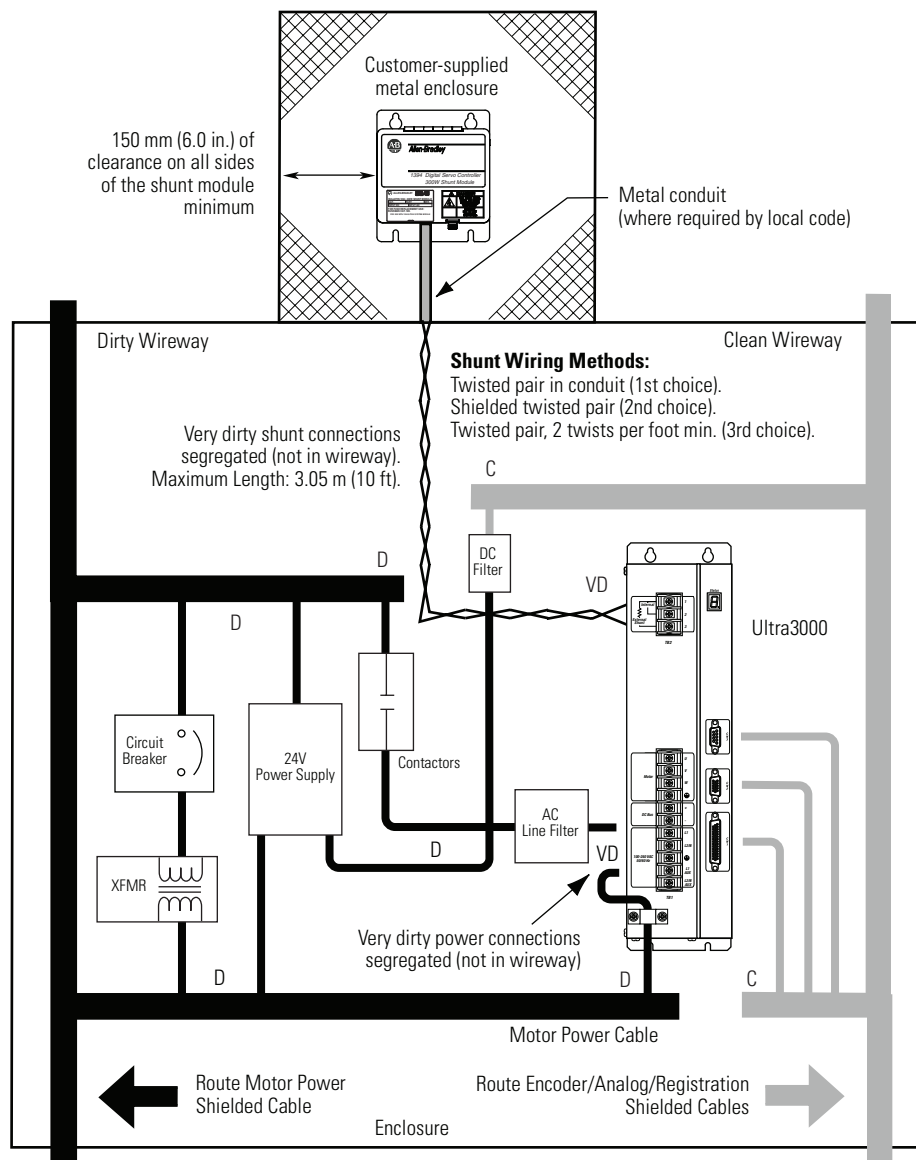 Customer-supplied
metal enclosure
150 mm (6.0 in.) of
clearance on all sides
of the shunt module
minimum
Allen-Bradley
1394 Digital Servo Controller
300W Shunt Module
Metal conduit
(where required by local code)
Dirty Wireway
Clean Wireway
Shunt Wiring Methods:
Twisted pair in conduit (1st choice).
Shielded twisted pair (2nd choice).
Twisted pair, 2 twists per foot min. (3rd choice).
Very dirty shunt connections
segregated (not in wireway).
Maximum Length: 3.05 m (10 ft).
C
D
DC
Filter
VD
D
Ultra3000
Circuit
Breaker
24V
Power Supply
Contactors
Motor
DC Bus
AC
Line Filter
D
VD
XFMR
TB1
Very dirty power connections
segregated (not in wireway)
D
D
C
Motor Power Cable
Route Motor Power
Shielded Cable
Route Encoder/Analog/Registration
Shielded Cables
Enclosure